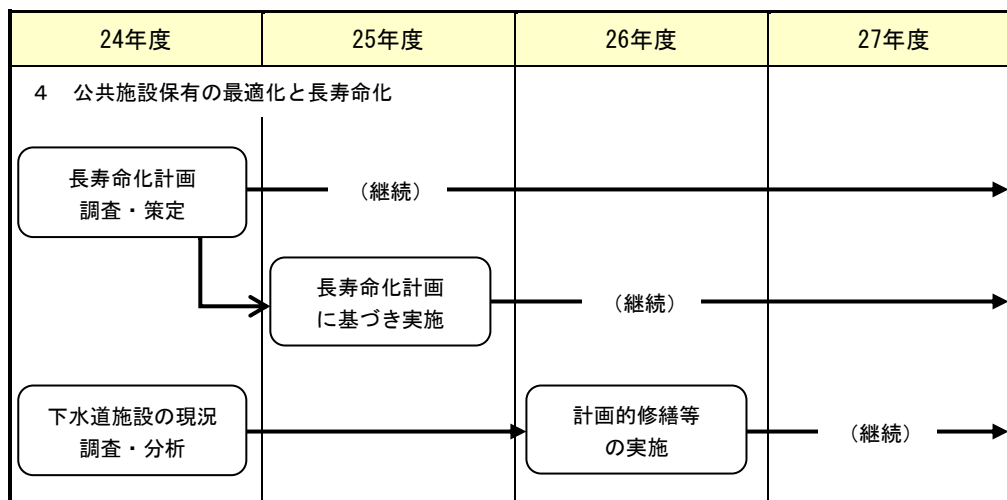 24年度
25年度
26年度
27年度
４　公共施設保有の最適化と長寿命化
長寿命化計画
調査・策定
（継続）
長寿命化計画
に基づき実施
（継続）
下水道施設の現況
調査・分析
計画的修繕等
の実施
（継続）